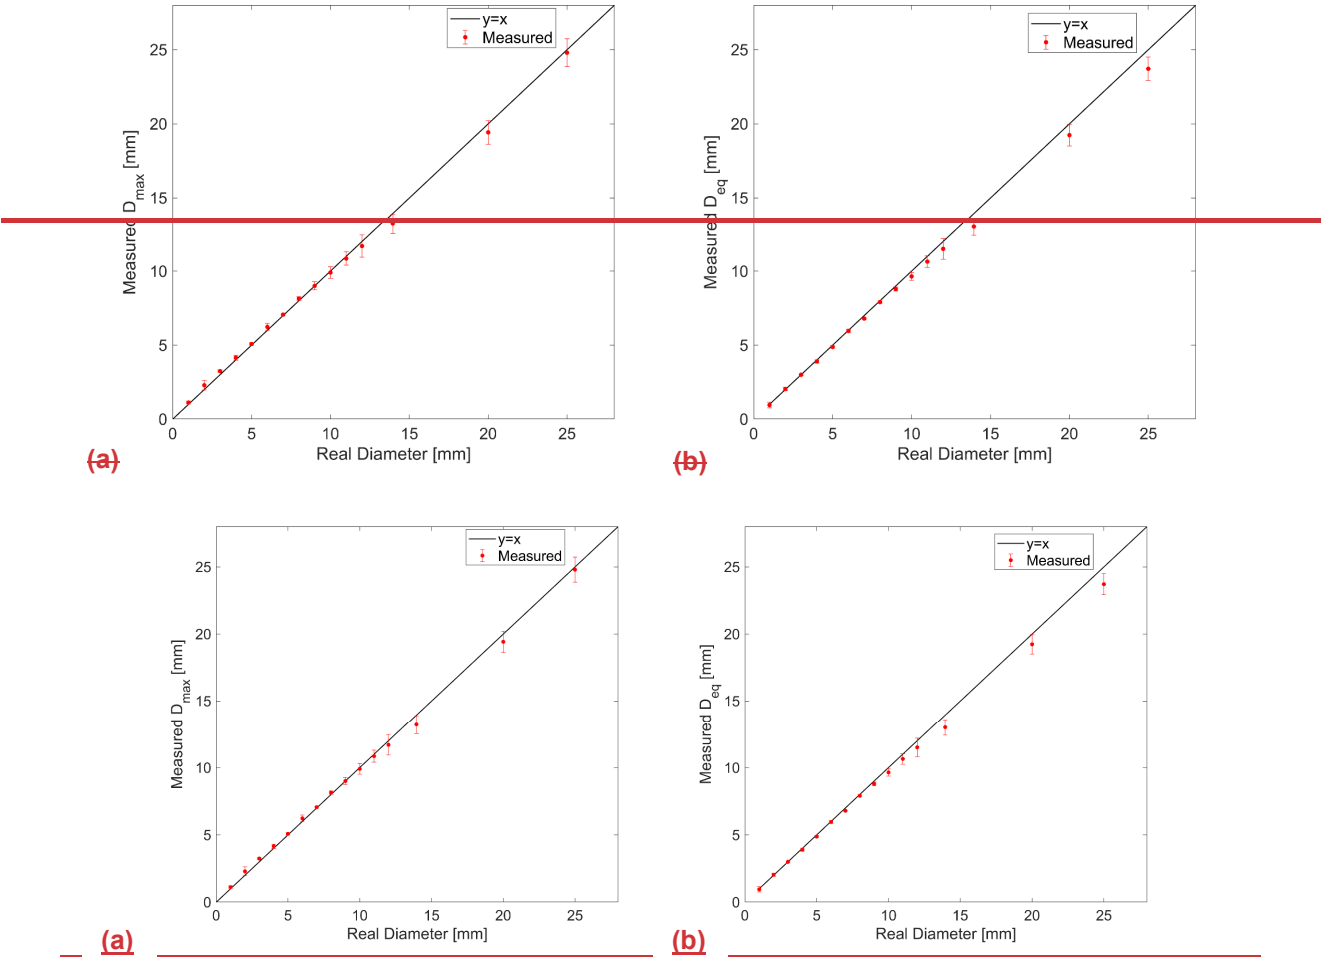 y=x
Measured
25
20
15
10
5
0
Measured D_max [mm]
0 5 10 15 20 25
Real Diameter [mm]
(a)
y=x
Measured
25
20
15
10
5
0
Measured D_eq [mm]
0 5 10 15 20 25
Real Diameter [mm]
(b)
y=x
Measured
25
20
15
10
5
0
Measured D_max [mm]
0 5 10 15 20 25
Real Diameter [mm]
(a)
y=x
Measured
25
20
15
10
5
0
Measured D_eq [mm]
0 5 10 15 20 25
Real Diameter [mm]
(b)